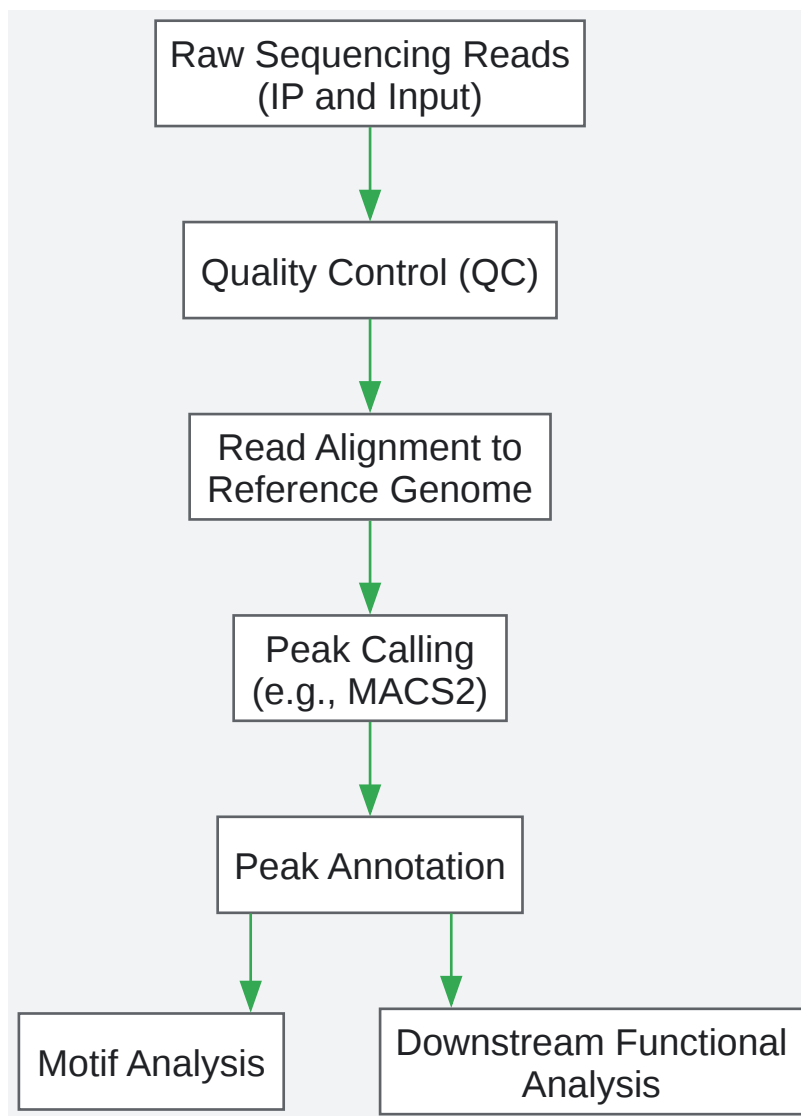 Raw Sequencing Reads
(IP and Input)
Quality Control (QC)
Read Alignment to
Reference Genome
Peak Calling
(e.g., MACS2)
Peak Annotation
Motif Analysis
Downstream Functional
Analysis